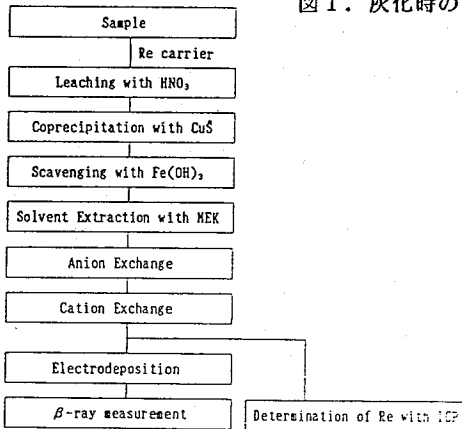 図1. 灰化時の
Sample
Re carrier
Leaching with HNO₃
Coprecipitation with CuS
Scavenging with Fe(OH)₃
Solvent Extraction with MEK
Anion Exchange
Cation Exchange
Electrodeposition
β-ray measurement
Determination of Re with ICP